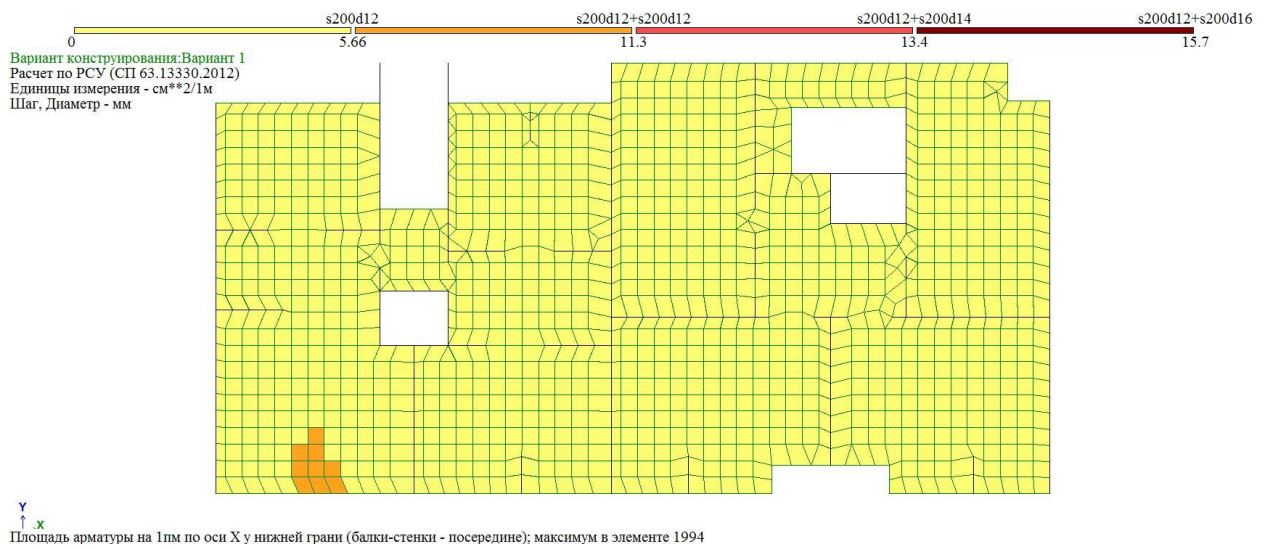 s200d12 s200d12+s200d12 s200d12+s200d14 s200d12+s200d16
0 5.66 11.3 13.4 15.7
Вариант конструирования:Вариант 1
Расчет по РСУ (СП 63.13330.2012)
Единицы измерения - см**2/1м
Шаг, Диаметр - мм
Y
X
Площадь арматуры на 1пм по оси X у нижней грани (балки-стенки - посередине); максимум в элементе 1994